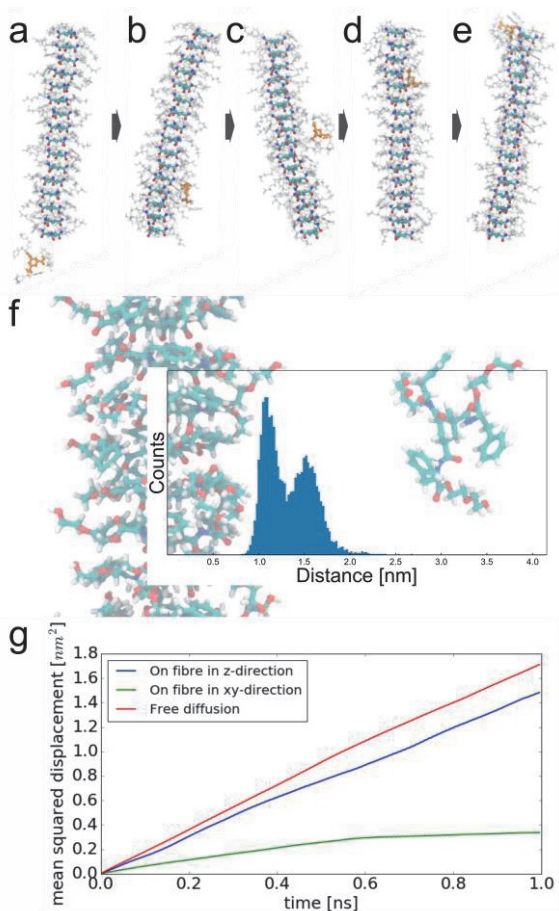 a b c d e
f
Counts
0.5 1.0 1.5 2.0 2.5 3.0 3.5 4.0
Distance [nm]
g
mean squared displacement [nm²]
1.8
1.6
1.4
1.2
1.0
0.8
0.6
0.4
0.2
0.0
On fibre in z-direction
On fibre in xy-direction
Free diffusion
0.0 0.2 0.4 0.6 0.8 1.0
time [ns]